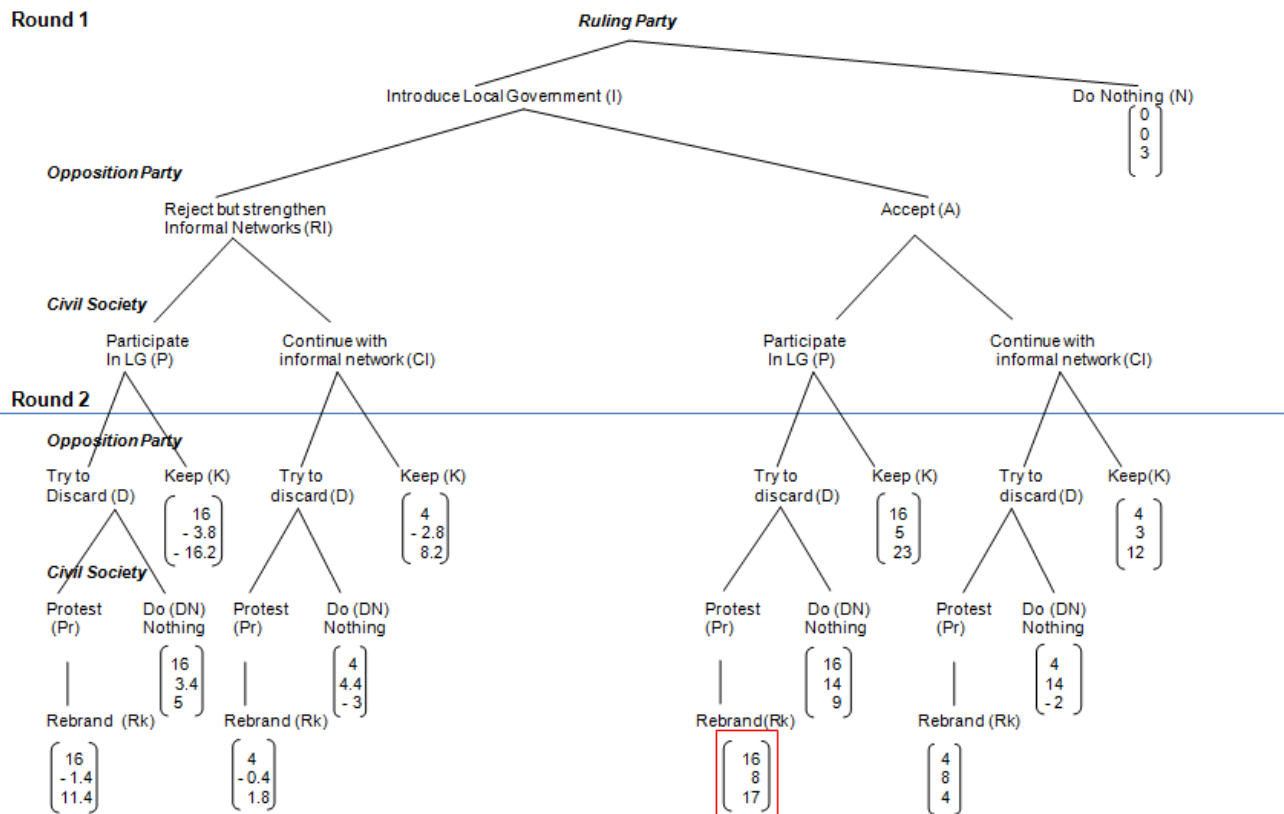 Round 1
Ruling Party
Introduce Local Government (I)
Do Nothing (N)
0
0
3
Opposition Party
Reject but strengthen
Informal Networks (RI)
Accept (A)
Civil Society
Participate
In LG (P)
Continue with
informal network (CI)
Participate
In LG (P)
Continue with
informal network (CI)
Round 2
Opposition Party
Try to
Discard (D)
Keep (K)
16
- 3.8
- 16.2
Try to
discard (D)
Keep (K)
4
- 2.8
8.2
Try to
discard (D)
Keep (K)
16
5
23
Try to
discard (D)
Keep(K)
4
3
12
Civil Society
Protest
(Pr)
Do (DN)
Nothing
16
3.4
5
Protest
(Pr)
Do (DN)
Nothing
4
4.4
- 3
Protest
(Pr)
Do (DN)
Nothing
16
14
9
Protest
(Pr)
Do (DN)
Nothing
4
14
- 2
Rebrand (Rk)
16
- 1.4
11.4
Rebrand (Rk)
4
- 0.4
1.8
Rebrand(Rk)
16
8
17
Rebrand (Rk)
4
8
4